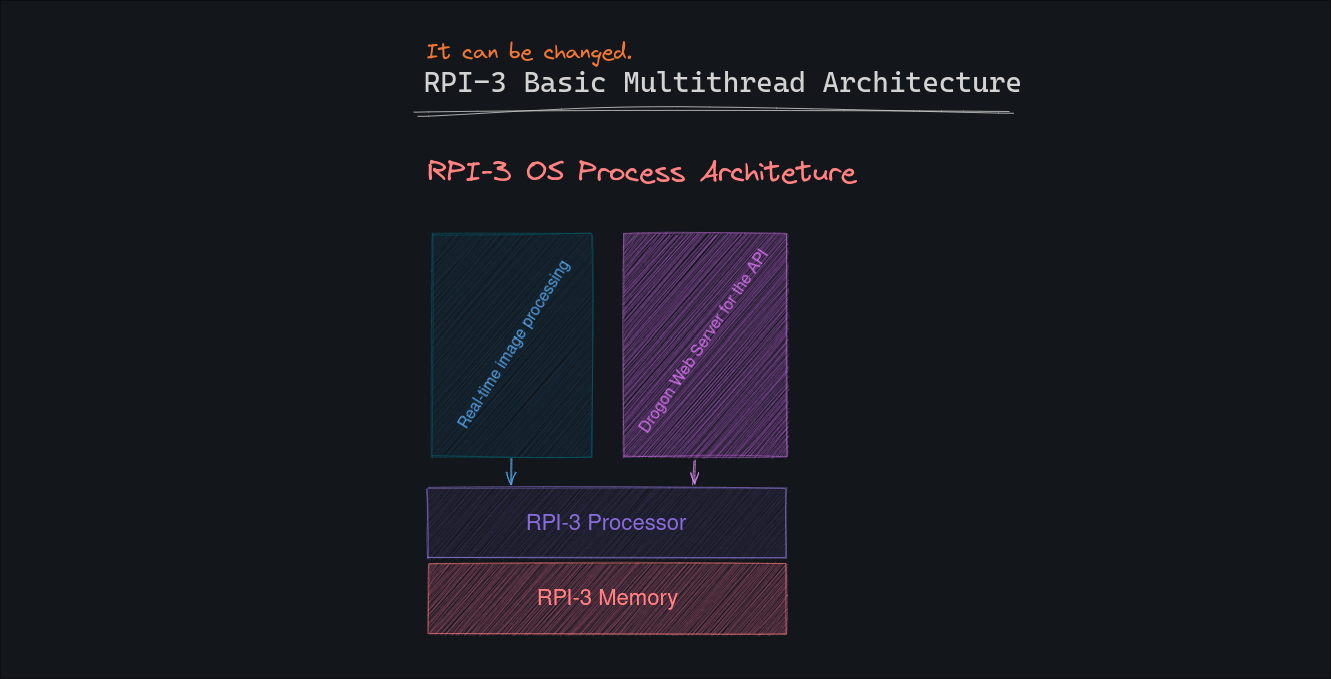 It can be changed.
RPI-3 Basic Multithread Architecture
RPI-3 OS Process Architeture
Real-time image processing
Drogon Web Server for the API
RPI-3 Processor
RPI-3 Memory